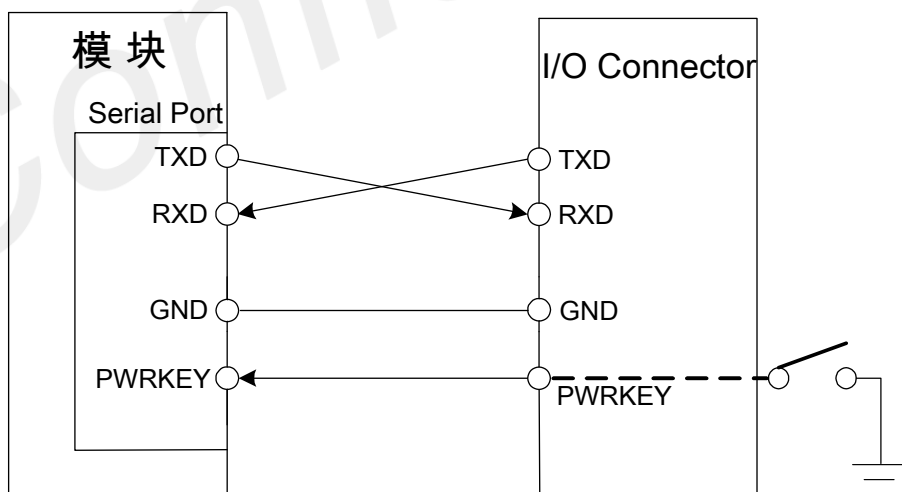 模 块
Serial Port
TXD
RXD
GND
PWRKEY
I/O Connector
TXD
RXD
GND
PWRKEY